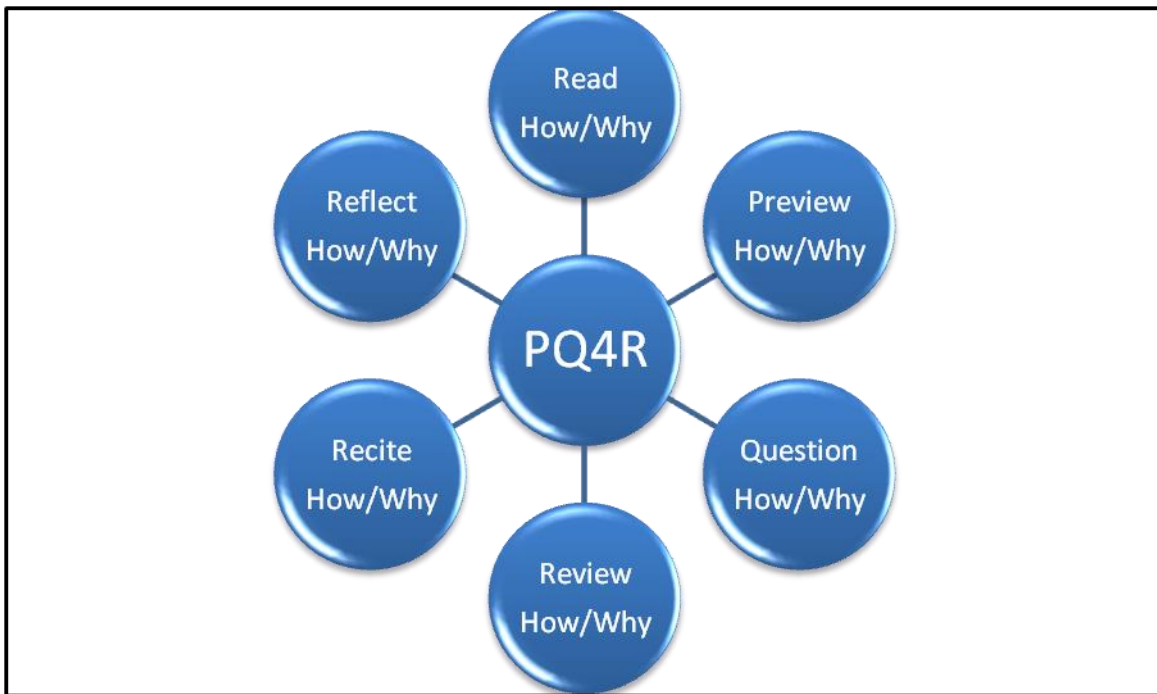 Read
How/Why
Reflect
How/Why
Preview
How/Why
PQ4R
Recite
How/Why
Question
How/Why
Review
How/Why